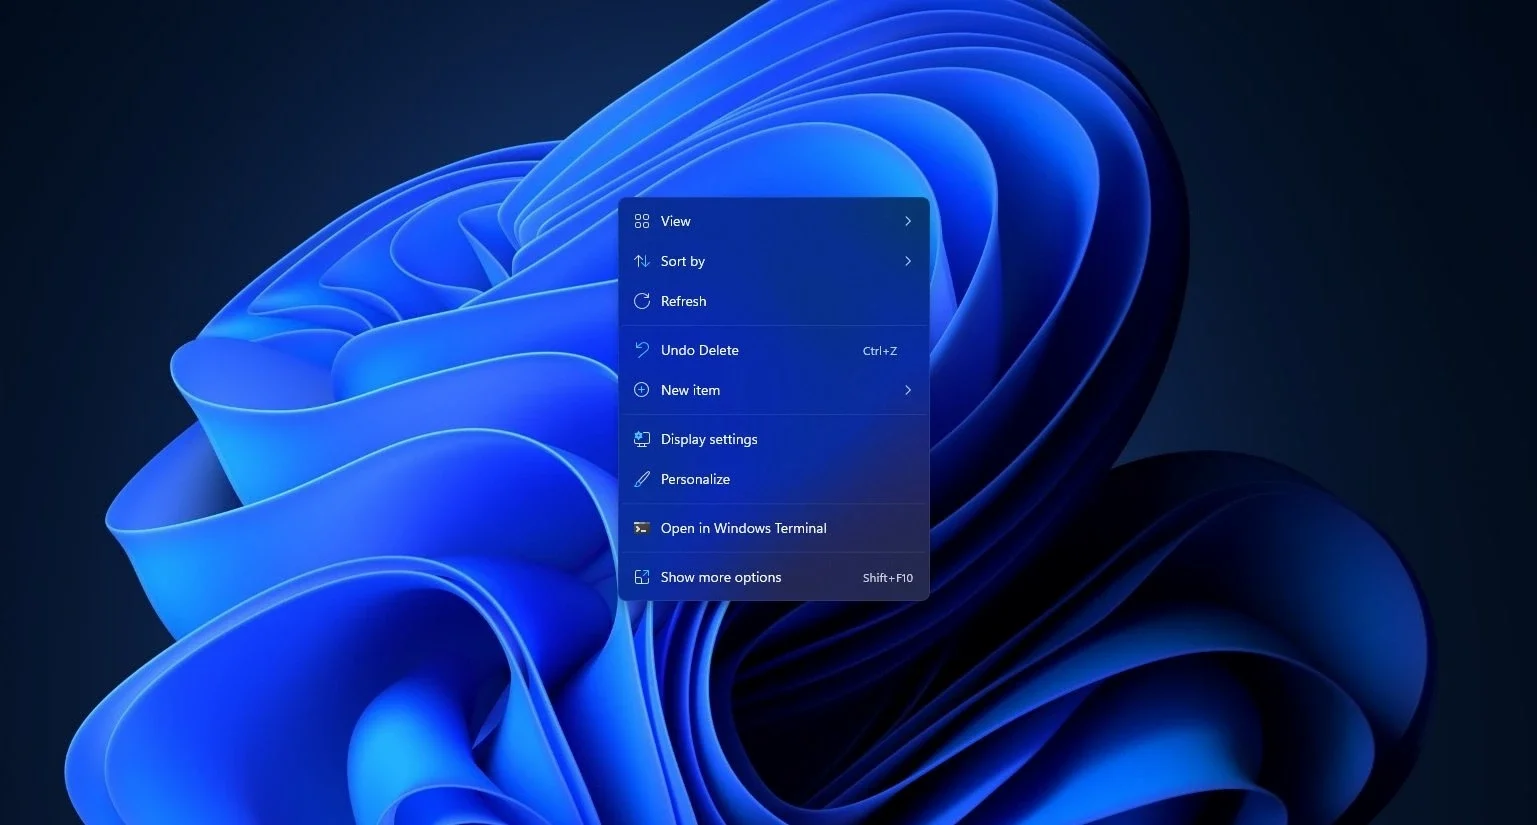 View
Sort by
Refresh
Undo Delete Ctrl+Z
New item
Display settings
Personalize
Open in Windows Terminal
Show more options Shift+F10